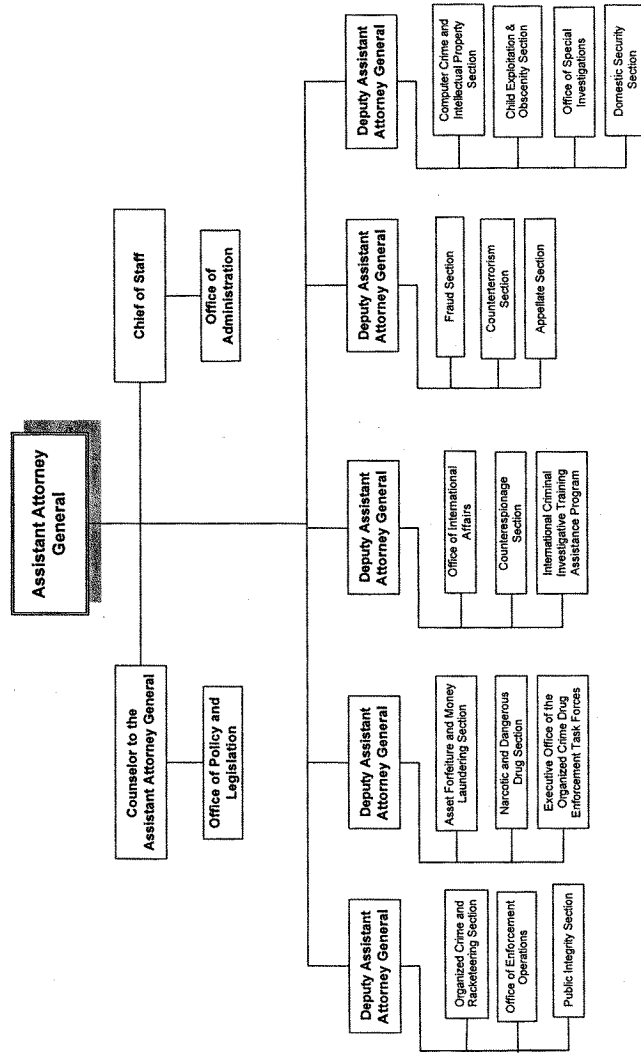 Assistant Attorney
General
Counselor to the
Assistant Attorney General
Chief of Staff
Office of Policy and
Legislation
Office of
Administration
Deputy Assistant
Attorney General
Organized Crime and
Racketeering Section
Office of Enforcement
Operations
Public Integrity Section
Deputy Assistant
Attorney General
Asset Forfeiture and Money
Laundering Section
Narcotic and Dangerous
Drug Section
Executive Office of the
Organized Crime Drug
Enforcement Task Forces
Deputy Assistant
Attorney General
Office of International
Affairs
Counterespionage
Section
International Criminal
Investigative Training
Assistance Program
Deputy Assistant
Attorney General
Fraud Section
Counterterrorism
Section
Appellate Section
Deputy Assistant
Attorney General
Computer Crime and
Intellectual Property
Section
Child Exploitation &
Obscenity Section
Office of Special
Investigations
Domestic Security
Section